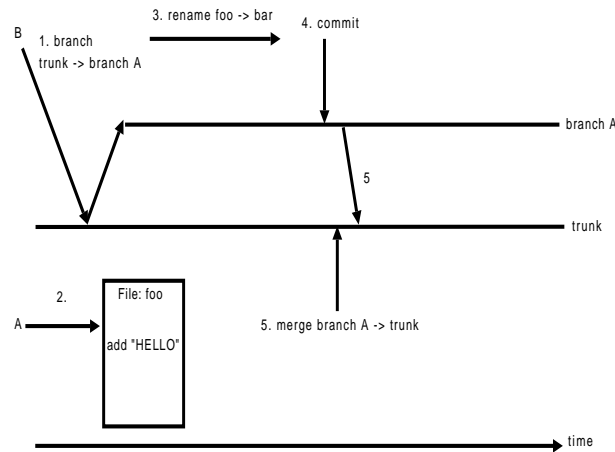 3. rename foo -> bar
4. commit
B
1. branch
trunk -> branch A
branch A
5
trunk
2.
File: foo
A
add "HELLO"
5. merge branch A -> trunk
time